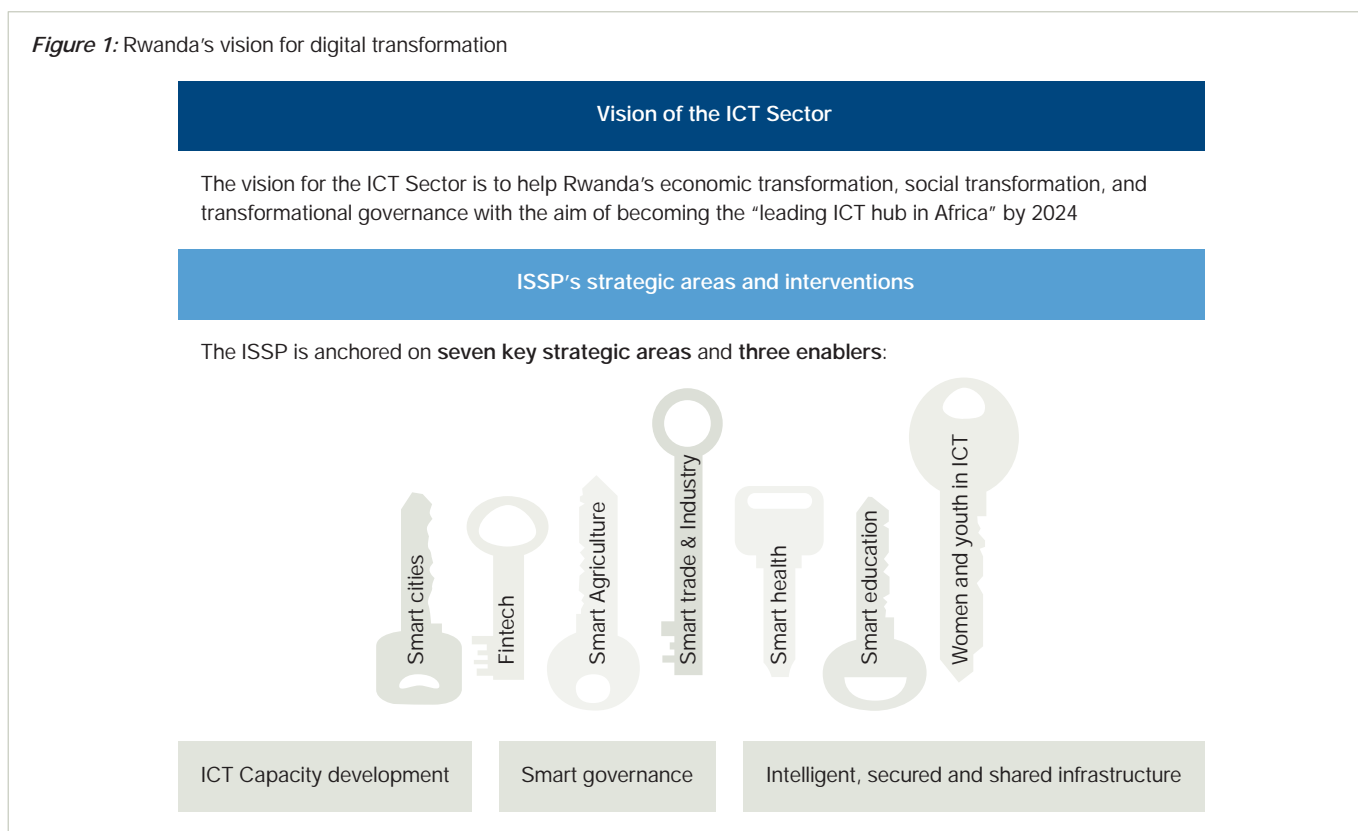 Figure 1: Rwanda’s vision for digital transformation
Vision of the ICT Sector
The vision for the ICT Sector is to help Rwanda’s economic transformation, social transformation, and
transformational governance with the aim of becoming the “leading ICT hub in Africa” by 2024
ISSP’s strategic areas and interventions
The ISSP is anchored on seven key strategic areas and three enablers:
Smart cities
Fintech
Smart Agriculture
Smart trade & Industry
Smart health
Smart education
Women and youth in ICT
ICT Capacity development
Smart governance
Intelligent, secured and shared infrastructure